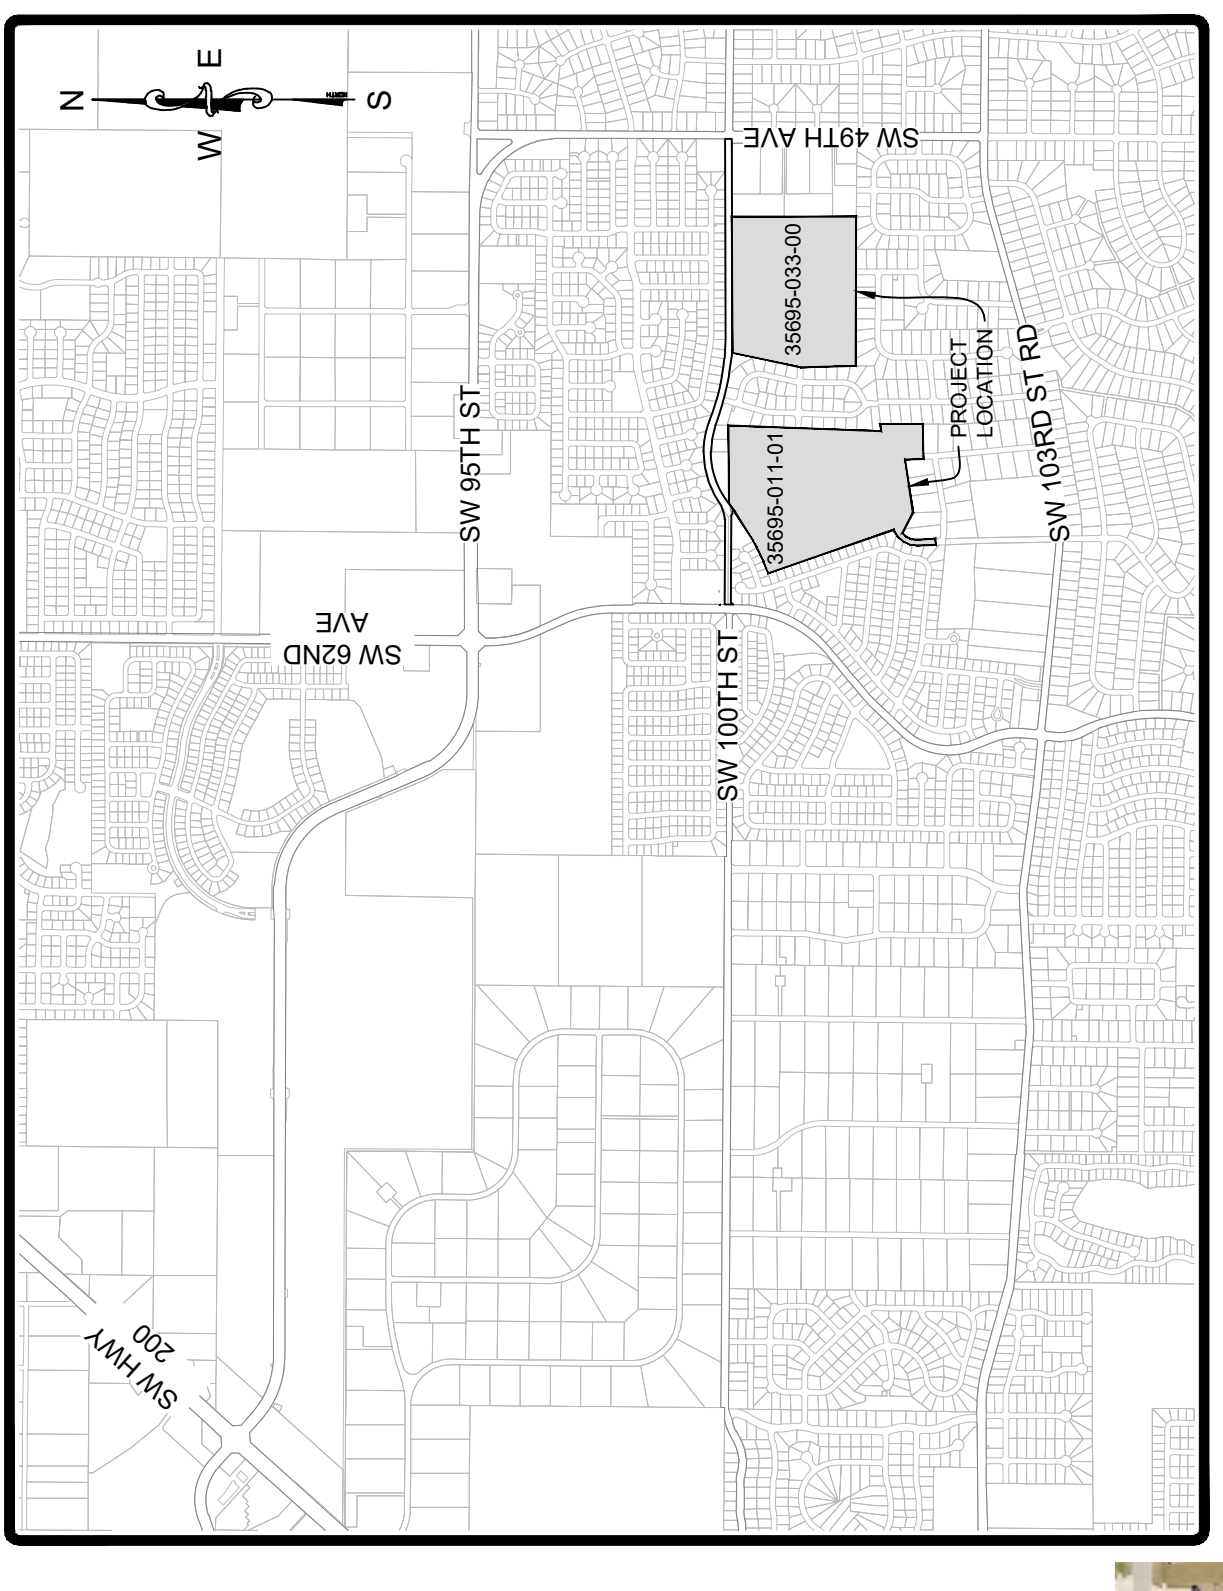 N
E
W
S
NORTH
SW 49TH AVE
35695-033-00
35695-011-01
PROJECT
LOCATION
SW 103RD ST RD
SW 95TH ST
SW 62ND
AVE
SW 100TH ST
SW HWY
200